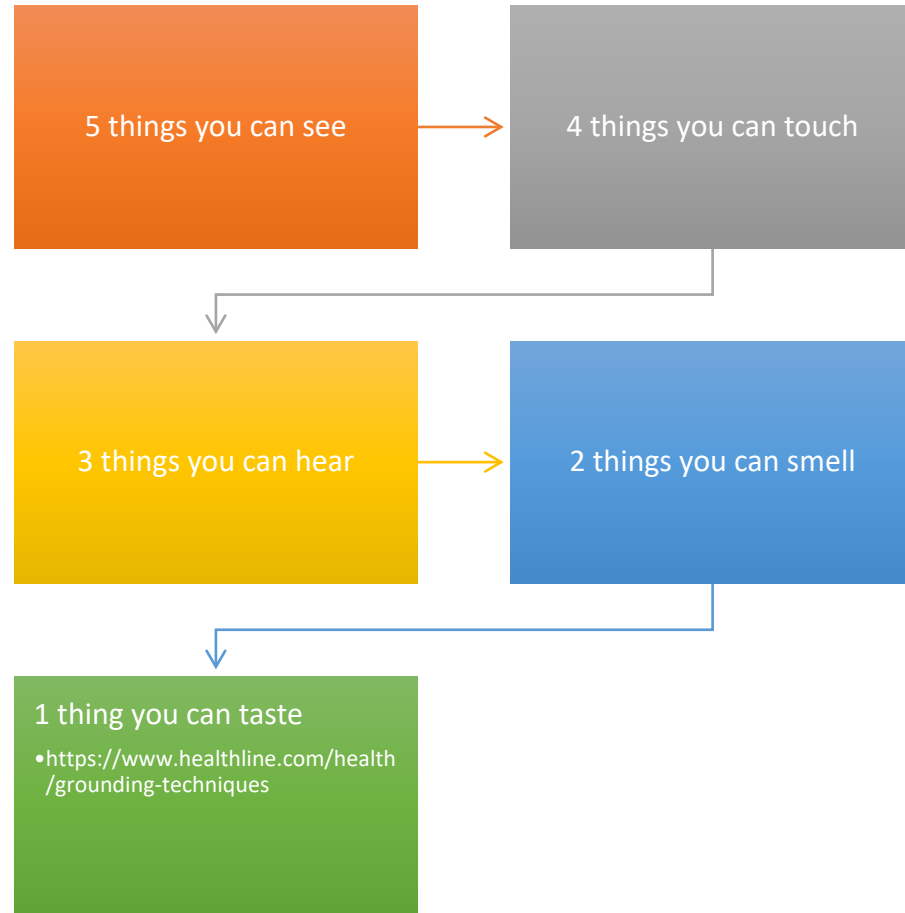 5 things you can see
4 things you can touch
3 things you can hear
2 things you can smell
1 thing you can taste
•https://www.healthline.com/health
/grounding-techniques